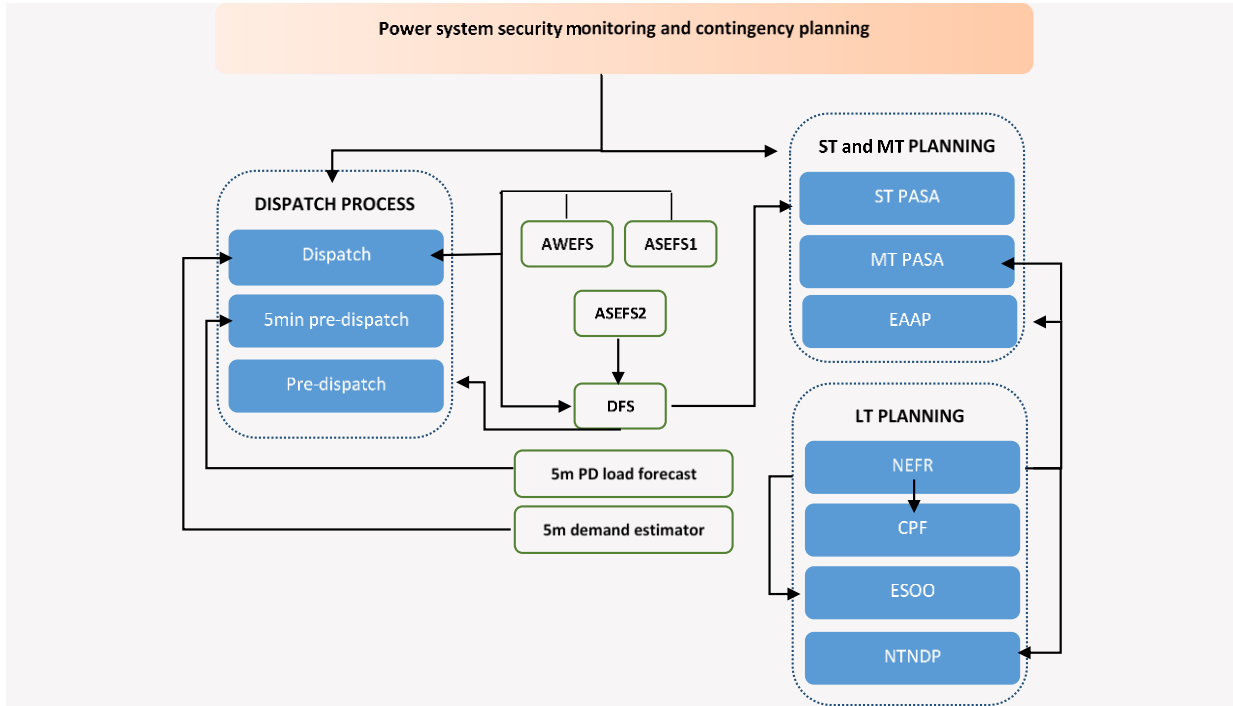 Power system security monitoring and contingency planning
ST and MT PLANNING
ST PASA
MT PASA
EAAP
DISPATCH PROCESS
Dispatch
5min pre-dispatch
Pre-dispatch
AWEFS
ASEFS1
ASEFS2
DFS
5m PD load forecast
5m demand estimator
LT PLANNING
NEFR
CPF
ESOO
NTNDP